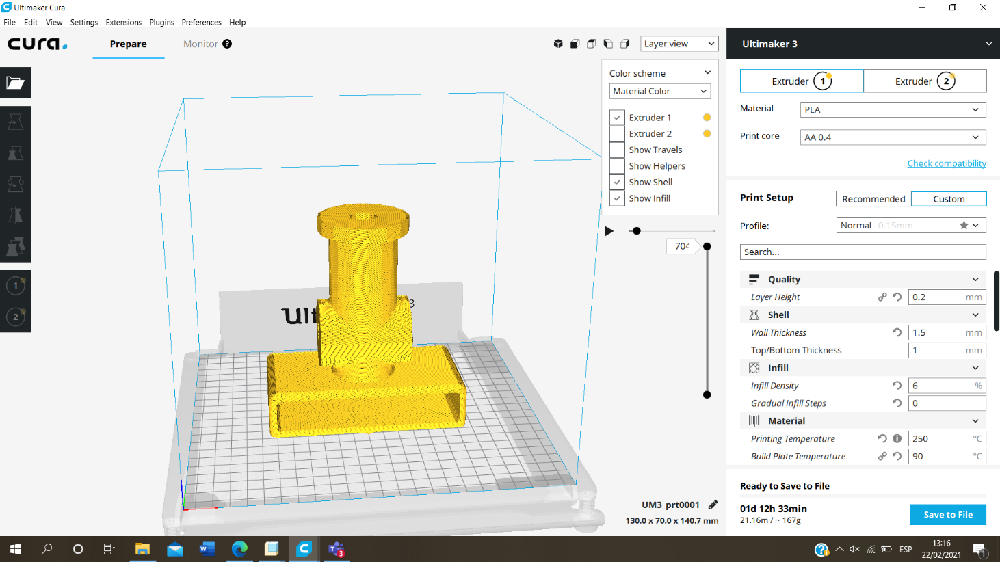 Ultimaker Cura
File Edit View Settings Extensions Plugins Preferences Help
cura.
Prepare
Monitor ?
Layer view
Color scheme
Material Color
Extruder 1
Extruder 2
Show Travels
Show Helpers
Show Shell
Show Infill
704
1
2
Ult
3
UM3_prt0001
130.0 x 70.0 x 140.7 mm
Ultimaker 3
Extruder 1
Extruder 2
Material PLA
Print core AA 0.4
Check compatibility
Print Setup Recommended Custom
Profile: Normal - 0.15mm
Search...
Quality
Layer Height 0.2 mm
Shell
Wall Thickness 1.5 mm
Top/Bottom Thickness 1 mm
Infill
Infill Density 6 %
Gradual Infill Steps 0
Material
Printing Temperature 250 °C
Build Plate Temperature 90 °C
Ready to Save to File
01d 12h 33min
21.16m / ~ 167g
Save to File
3
ESP
13:16
22/02/2021
1